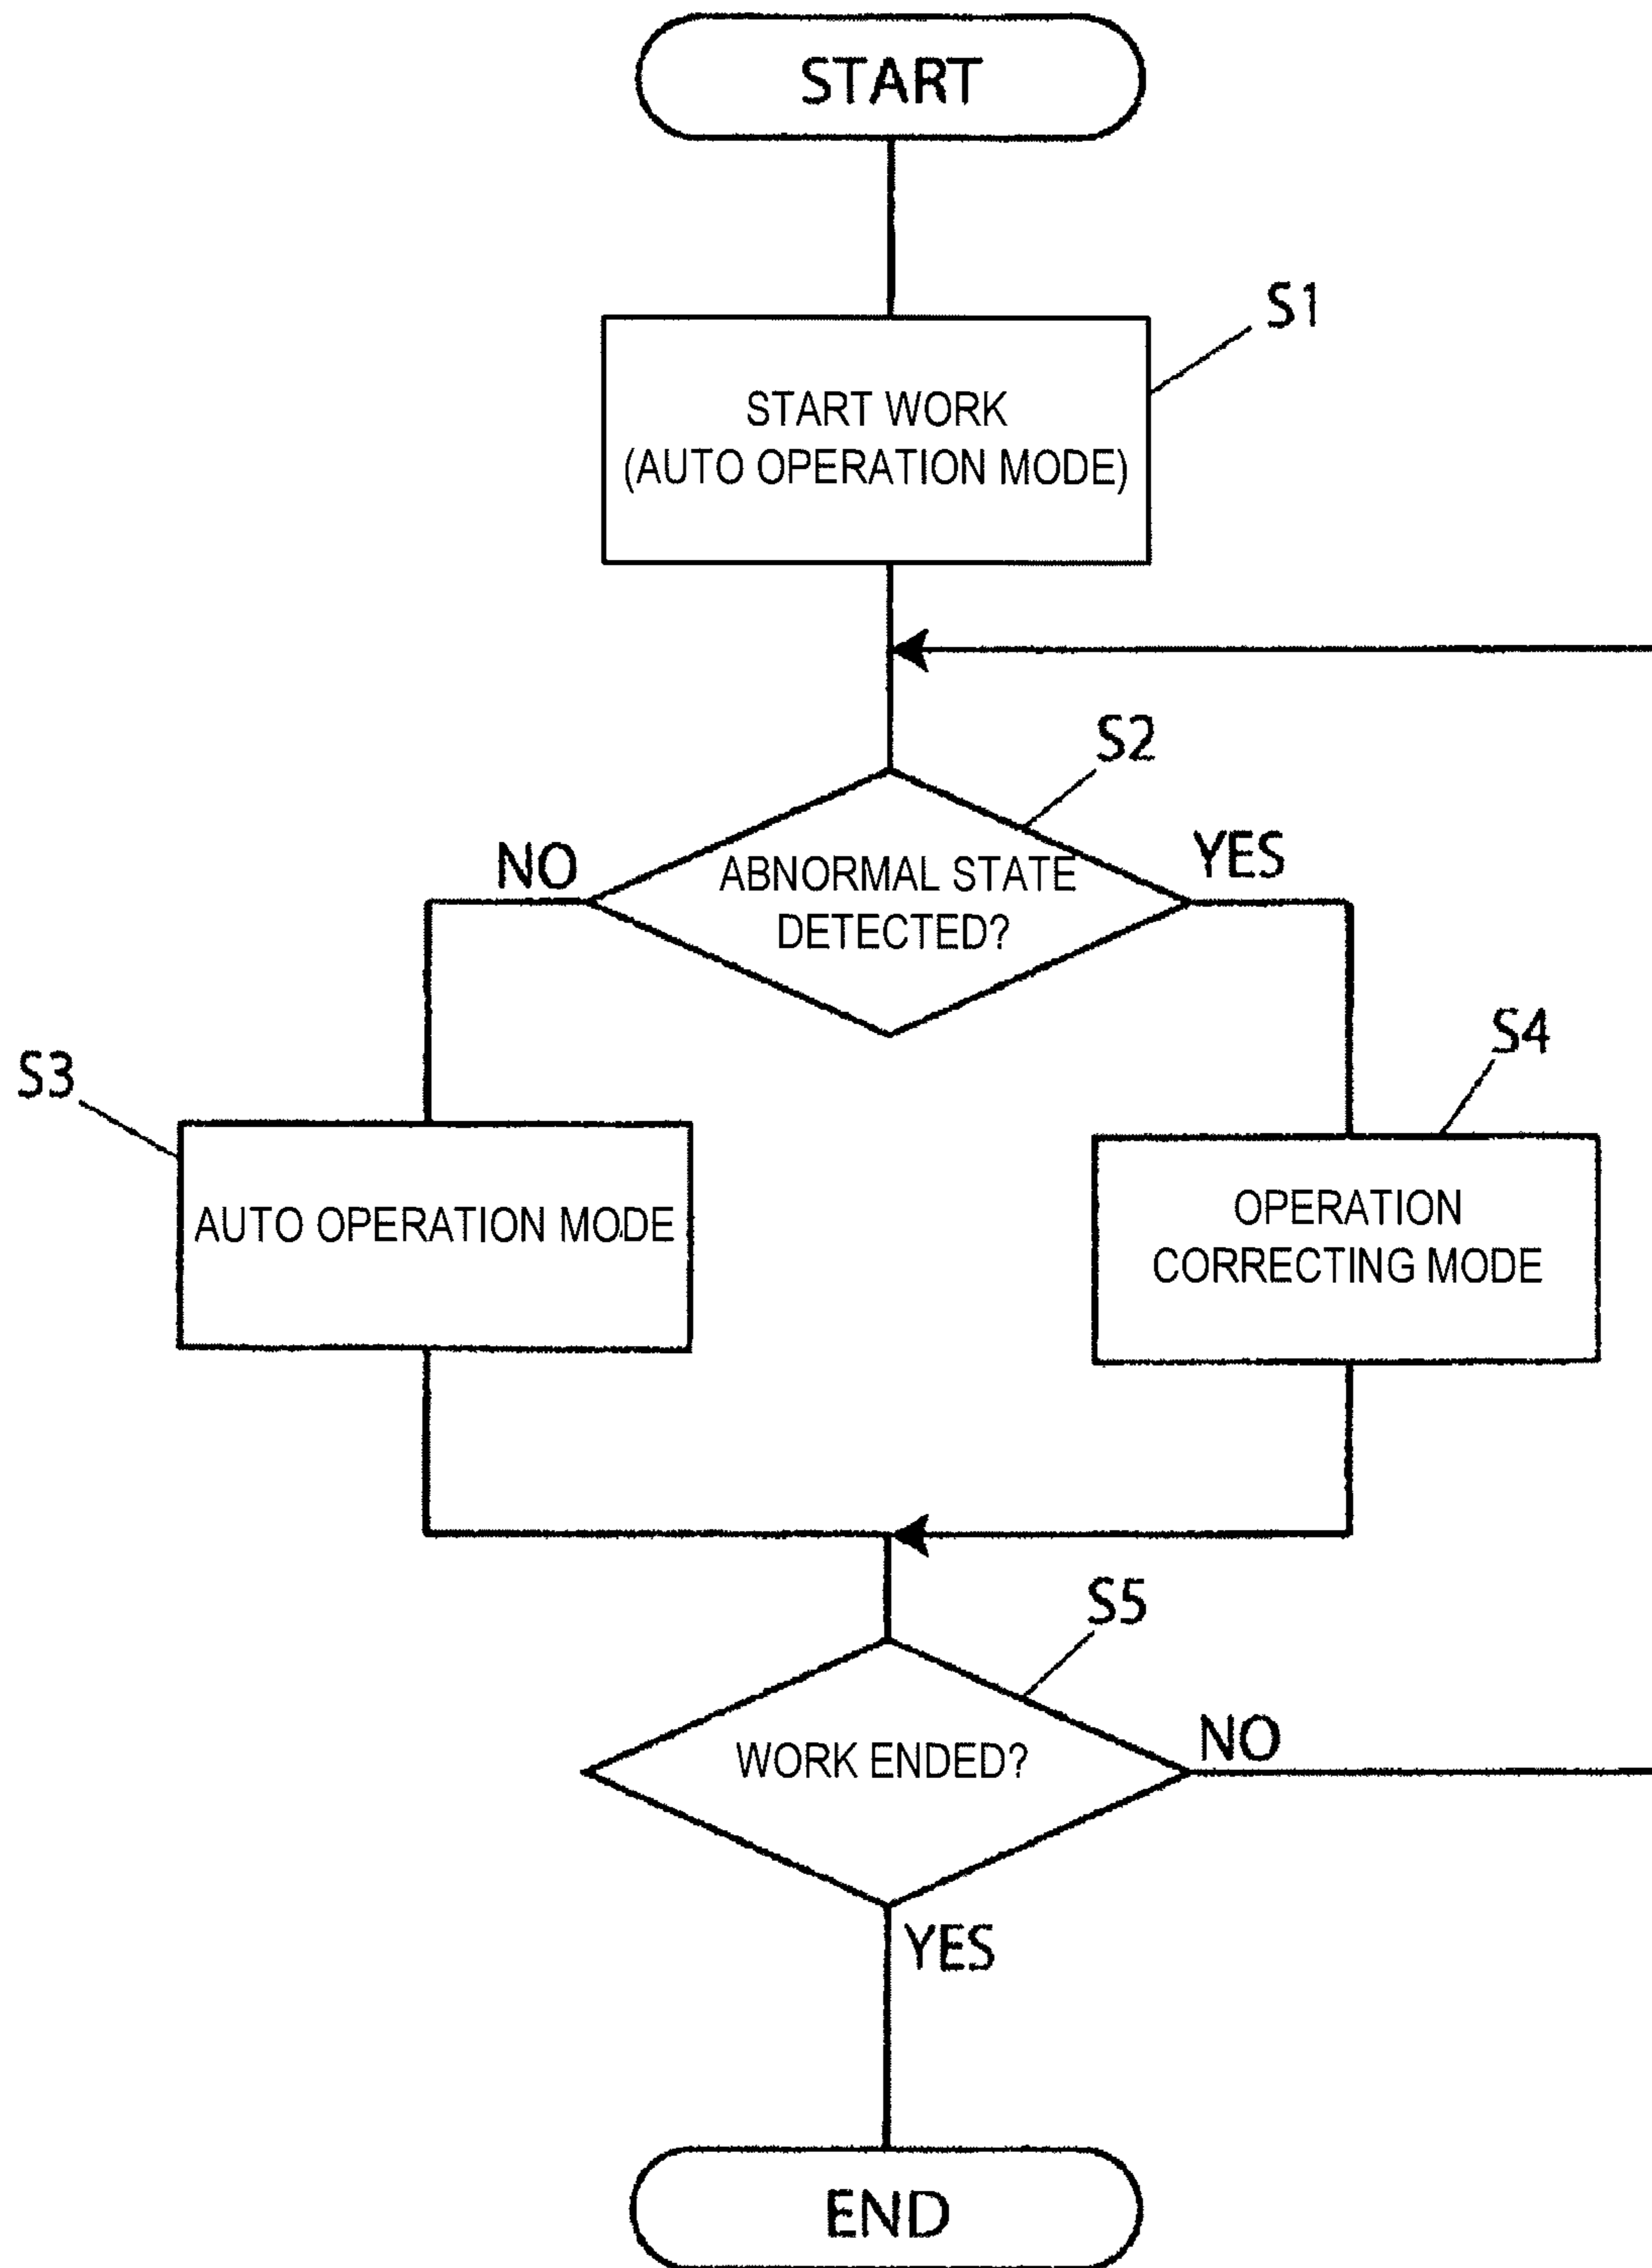 START
S1
START WORK
(AUTO OPERATION MODE)
S2
NO
YES
ABNORMAL STATE
DETECTED?
S3
S4
AUTO OPERATION MODE
OPERATION
CORRECTING MODE
S5
WORK ENDED?
NO
YES
END